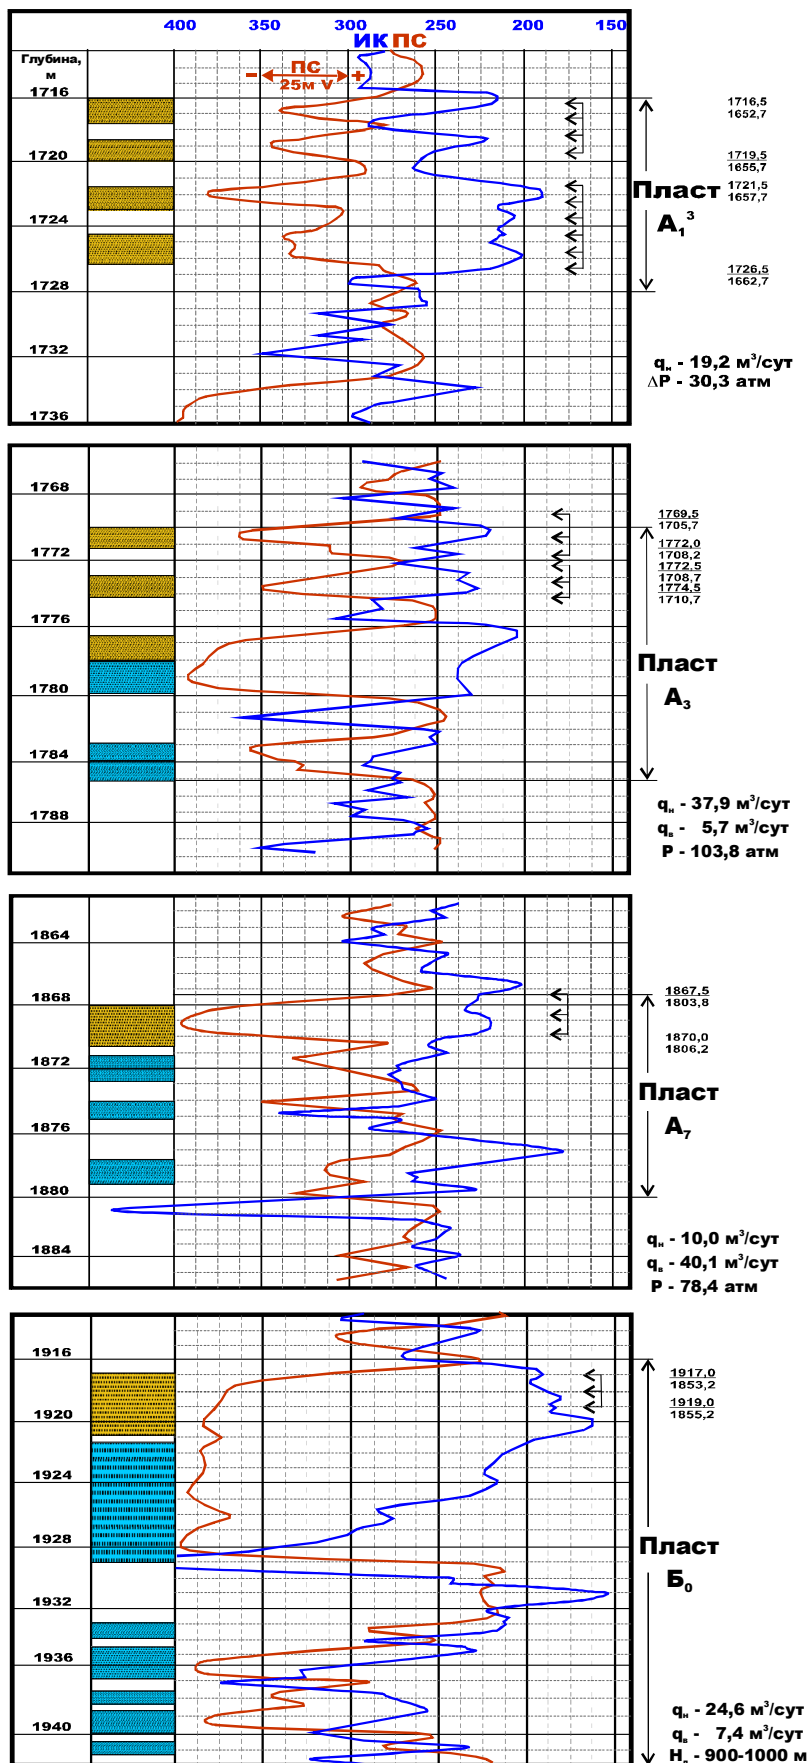 400 350 300 250 200 150
ИК ПС
Глубина, м
– ПС +
25м V
1716
1720
1724
1728
1732
1736
1716,5
1652,7
1719,5
1655,7
1721,5
1657,7
1726,5
1662,7
Пласт
А₁³
qₙ - 19,2 м³/сут
ΔP - 30,3 атм
1768
1772
1776
1780
1784
1788
1769,5
1705,7
1772,0
1708,2
1772,5
1708,7
1774,5
1710,7
Пласт
А₃
qₙ - 37,9 м³/сут
qв - 5,7 м³/сут
P - 103,8 атм
1864
1868
1872
1876
1880
1884
1867,5
1803,8
1870,0
1806,2
Пласт
А₇
qₙ - 10,0 м³/сут
qв - 40,1 м³/сут
P - 78,4 атм
1916
1920
1924
1928
1932
1936
1940
1917,0
1853,2
1919,0
1855,2
Пласт
Б₀
qₙ - 24,6 м³/сут
qв - 7,4 м³/сут
- 900-1000 м